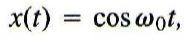 x(t) = cos ω₀t,